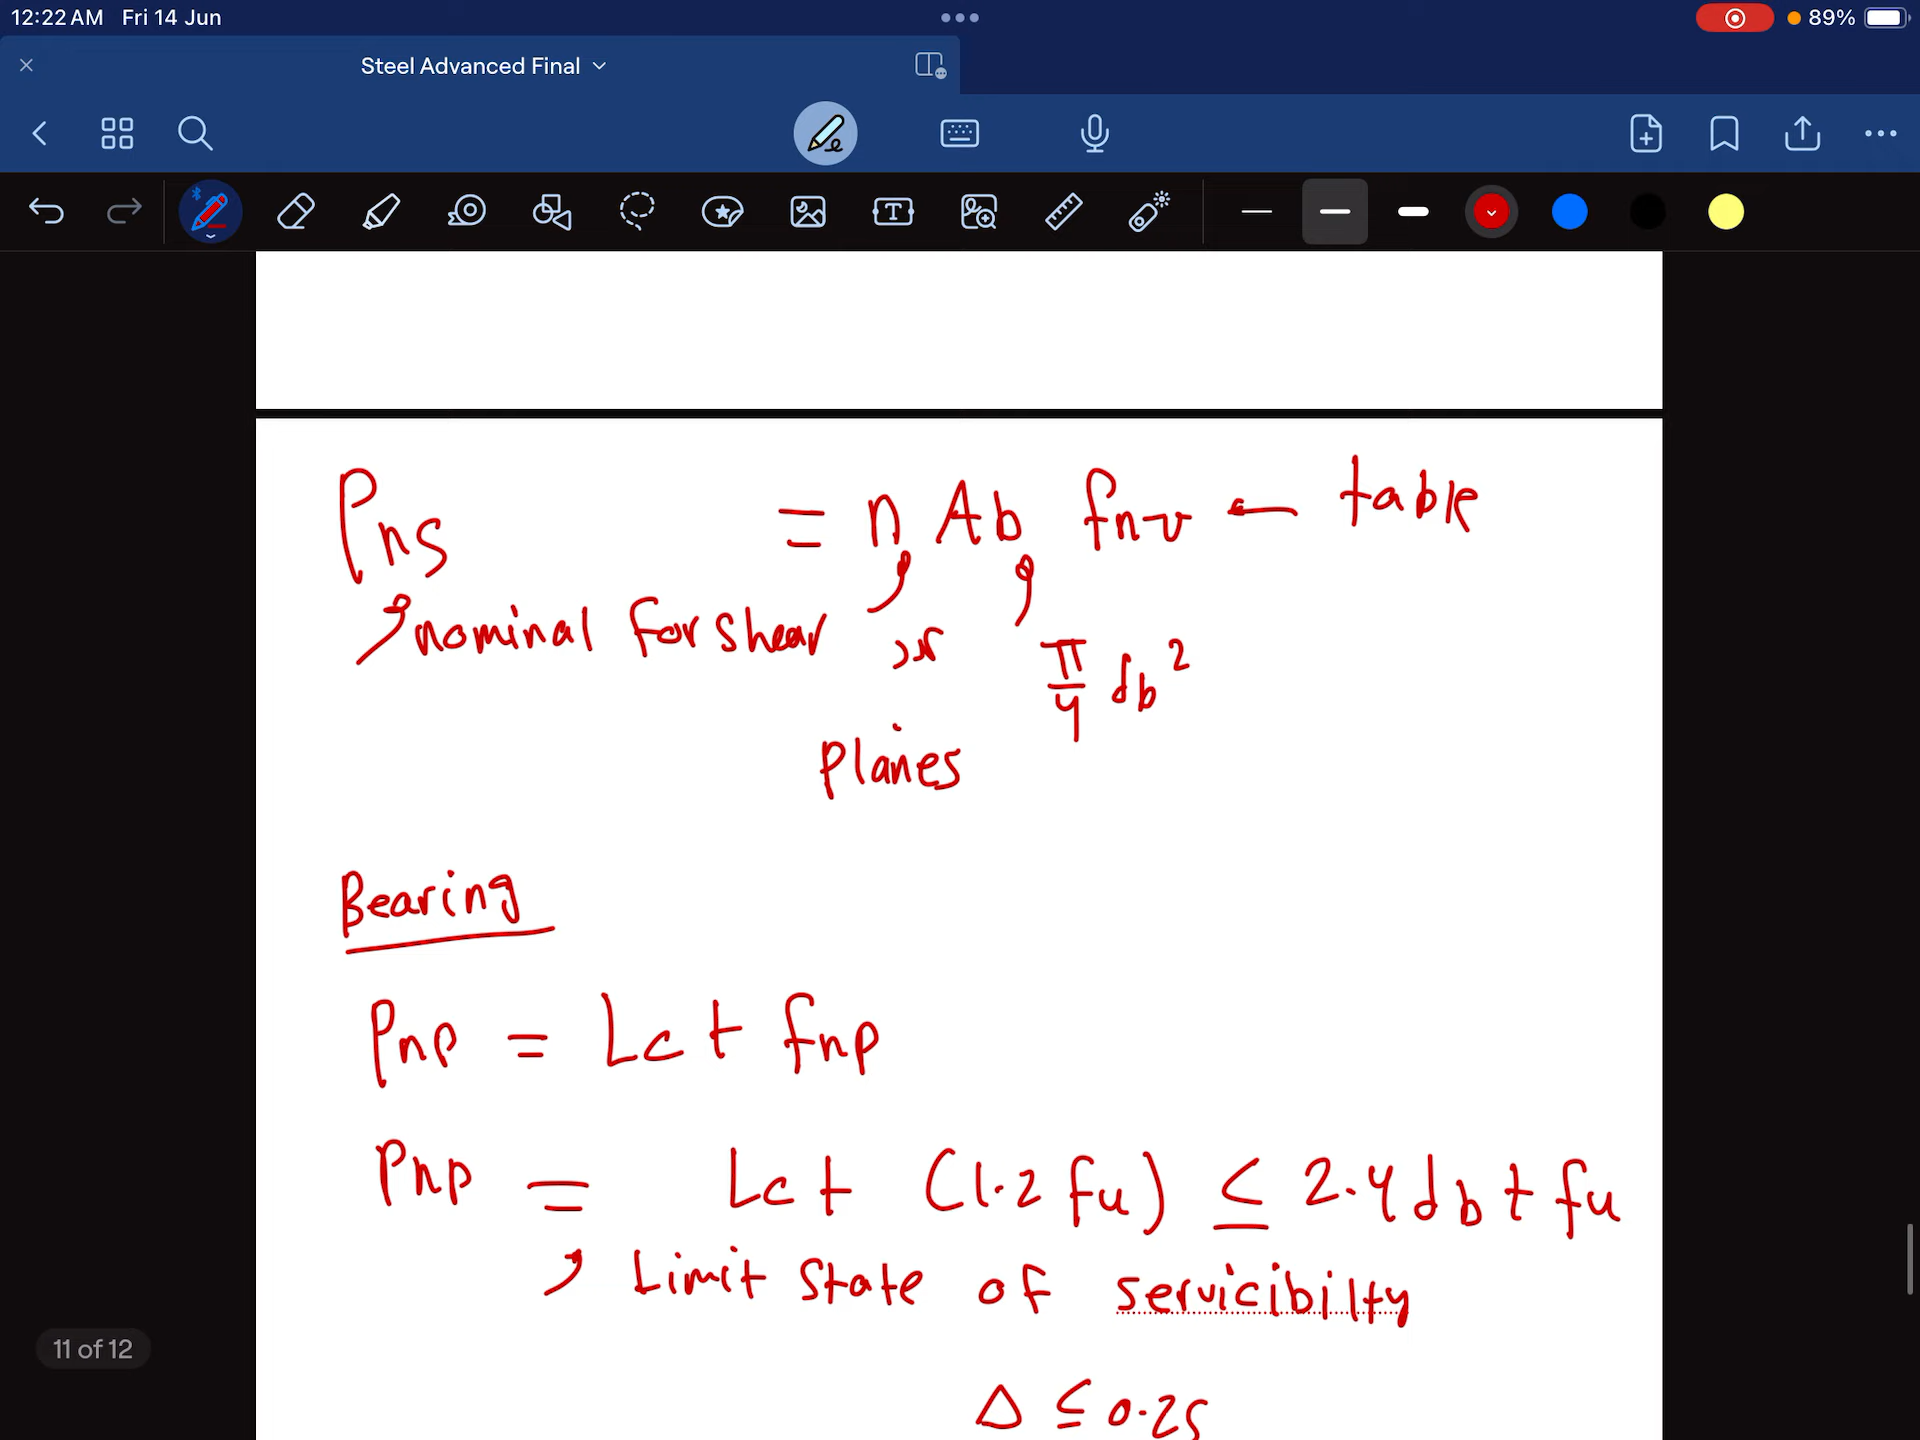 12:22 AM Fri 14 Jun
89%
Steel Advanced Final
Pns = n Ab fnv ← table
nominal for shear
π/4 db²
Planes
Bearing
Pnp = Lc t fnp
Pnp = Lc t (1.2 fu) ≤ 2.4 db t fu
Limit state of servicibilty
11 of 12
Δ ≤ 0.25